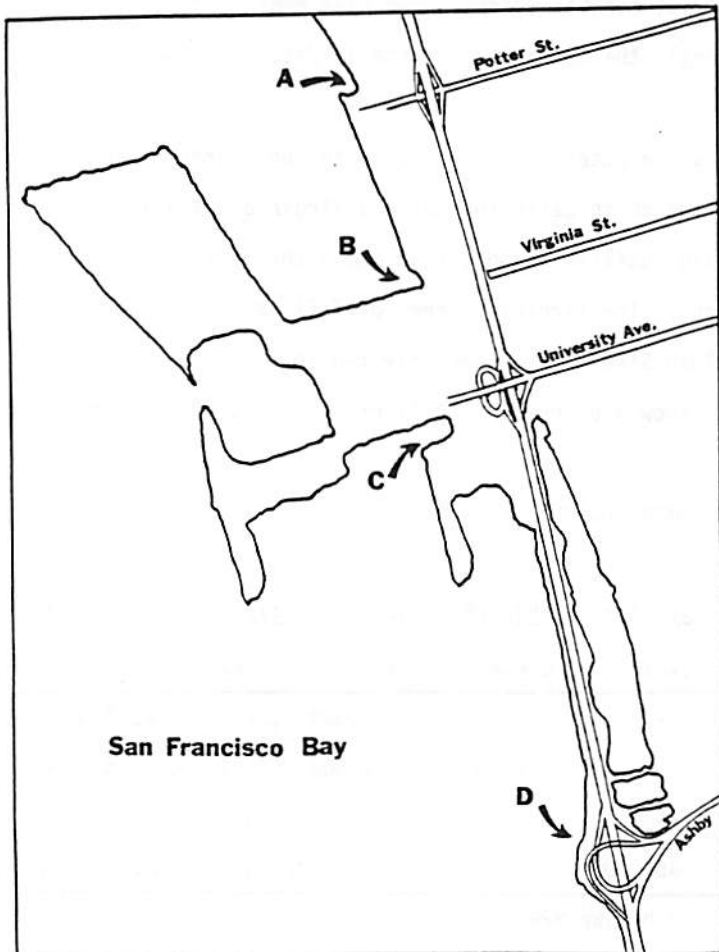 Potter St.
A
Virginia St.
B
University Ave.
C
San Francisco Bay
D
Ashby